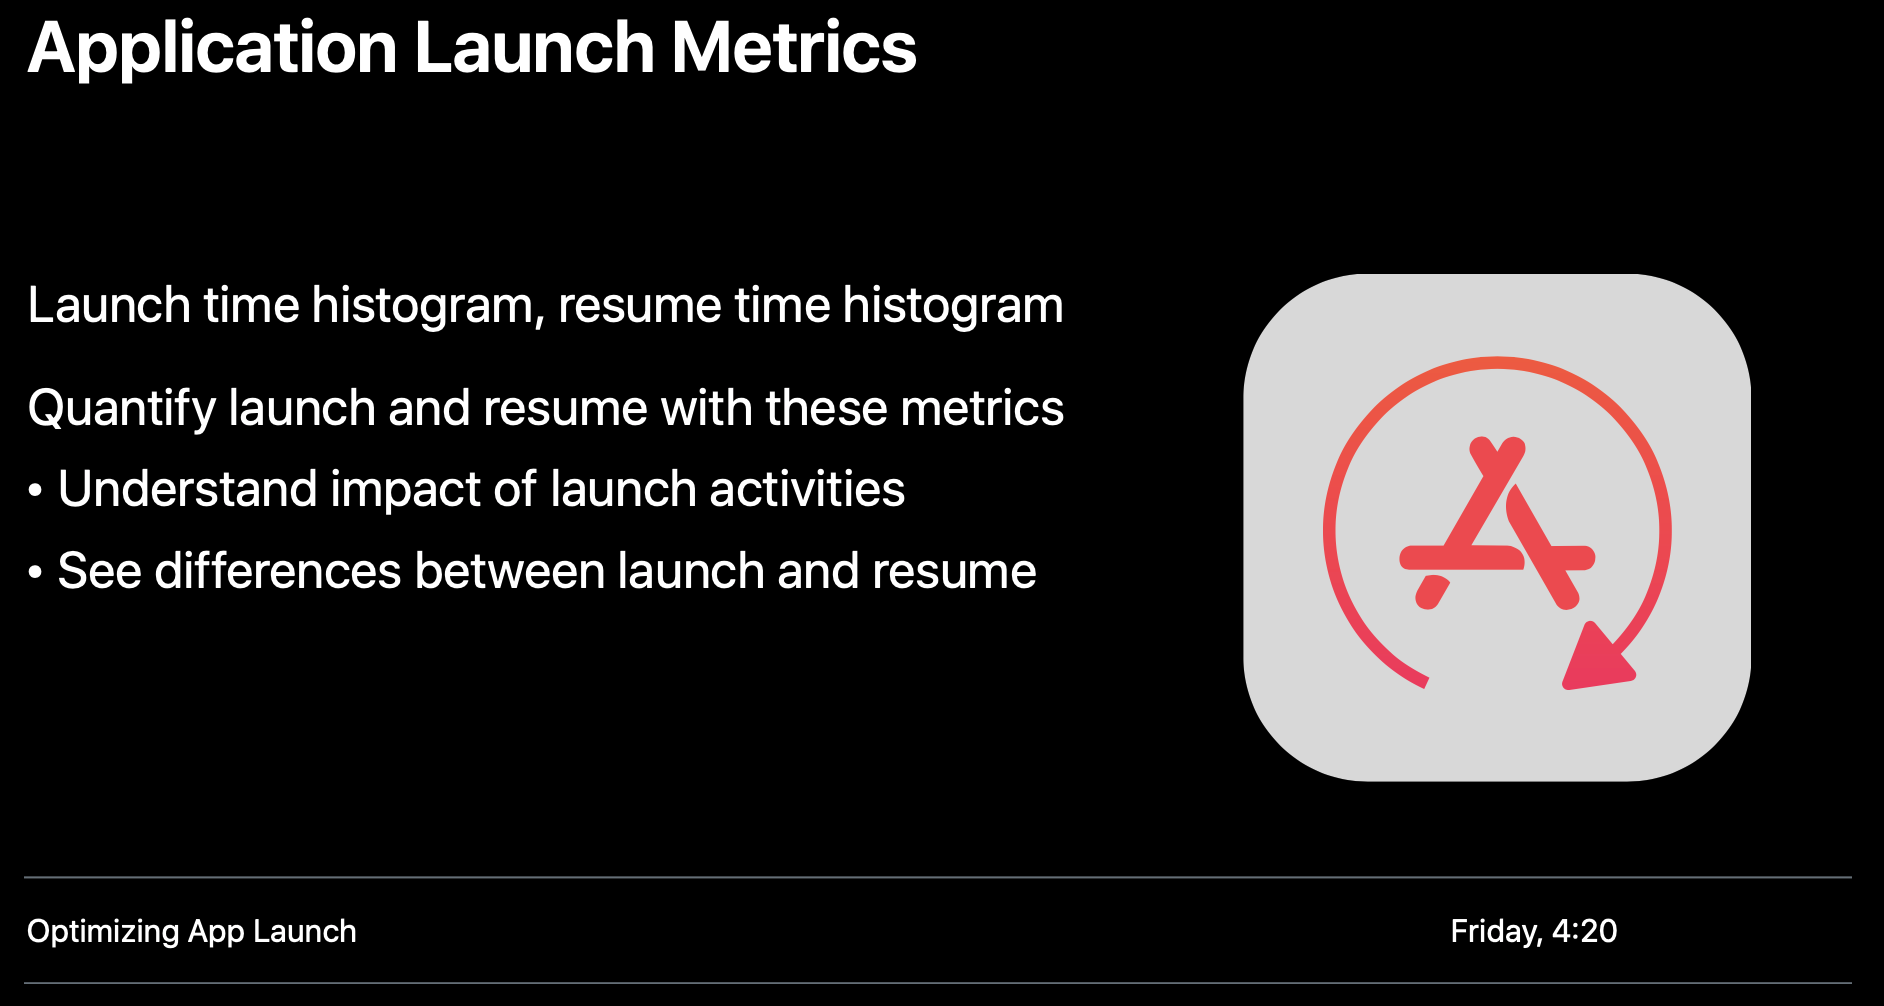 Application Launch Metrics
Launch time histogram, resume time histogram
Quantify launch and resume with these metrics
• Understand impact of launch activities
• See differences between launch and resume
Optimizing App Launch
Friday, 4:20